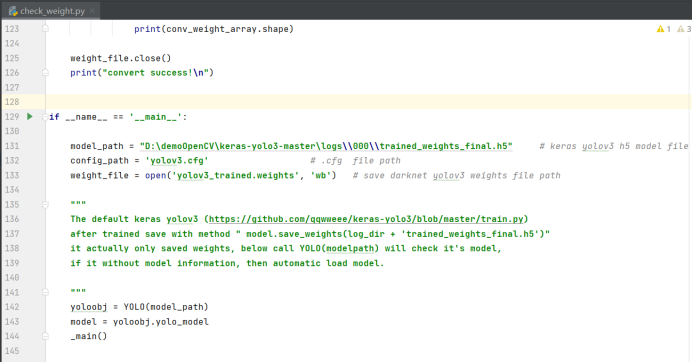 check_weight.py
123 print(conv_weight_array.shape)
124
125 weight_file.close()
126 print("convert success!\n")
127
128
129 if __name__ == '__main__':
130
131 model_path = "D:\demoOpenCV\keras-yolo3-master\logs\\000\\trained_weights_final.h5" # keras yolov3 h5 model file
132 config_path = 'yolov3.cfg' # .cfg file path
133 weight_file = open('yolov3_trained.weights', 'wb') # save darknet yolov3 weights file path
134
135 """
136 The default keras yolov3 (https://github.com/qqwweee/keras-yolo3/blob/master/train.py)
137 after trained save with method " model.save_weights(log_dir + 'trained_weights_final.h5')"
138 it actually only saved weights, below call YOLO(modelpath) will check it's model,
139 if it without model information, then automatic load model.
140
141 """
142 yoloobj = YOLO(model_path)
143 model = yoloobj.yolo_model
144 _main()
145
1 3